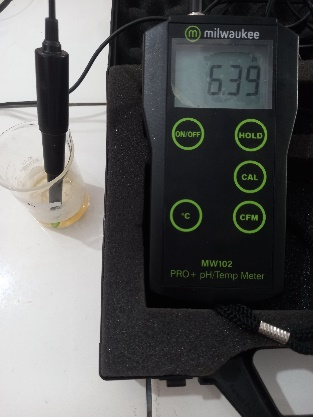 milwaukee
6.39
ON/OFF HOLD
CAL
°C CFM
MW102
PRO+ pH/Temp Meter